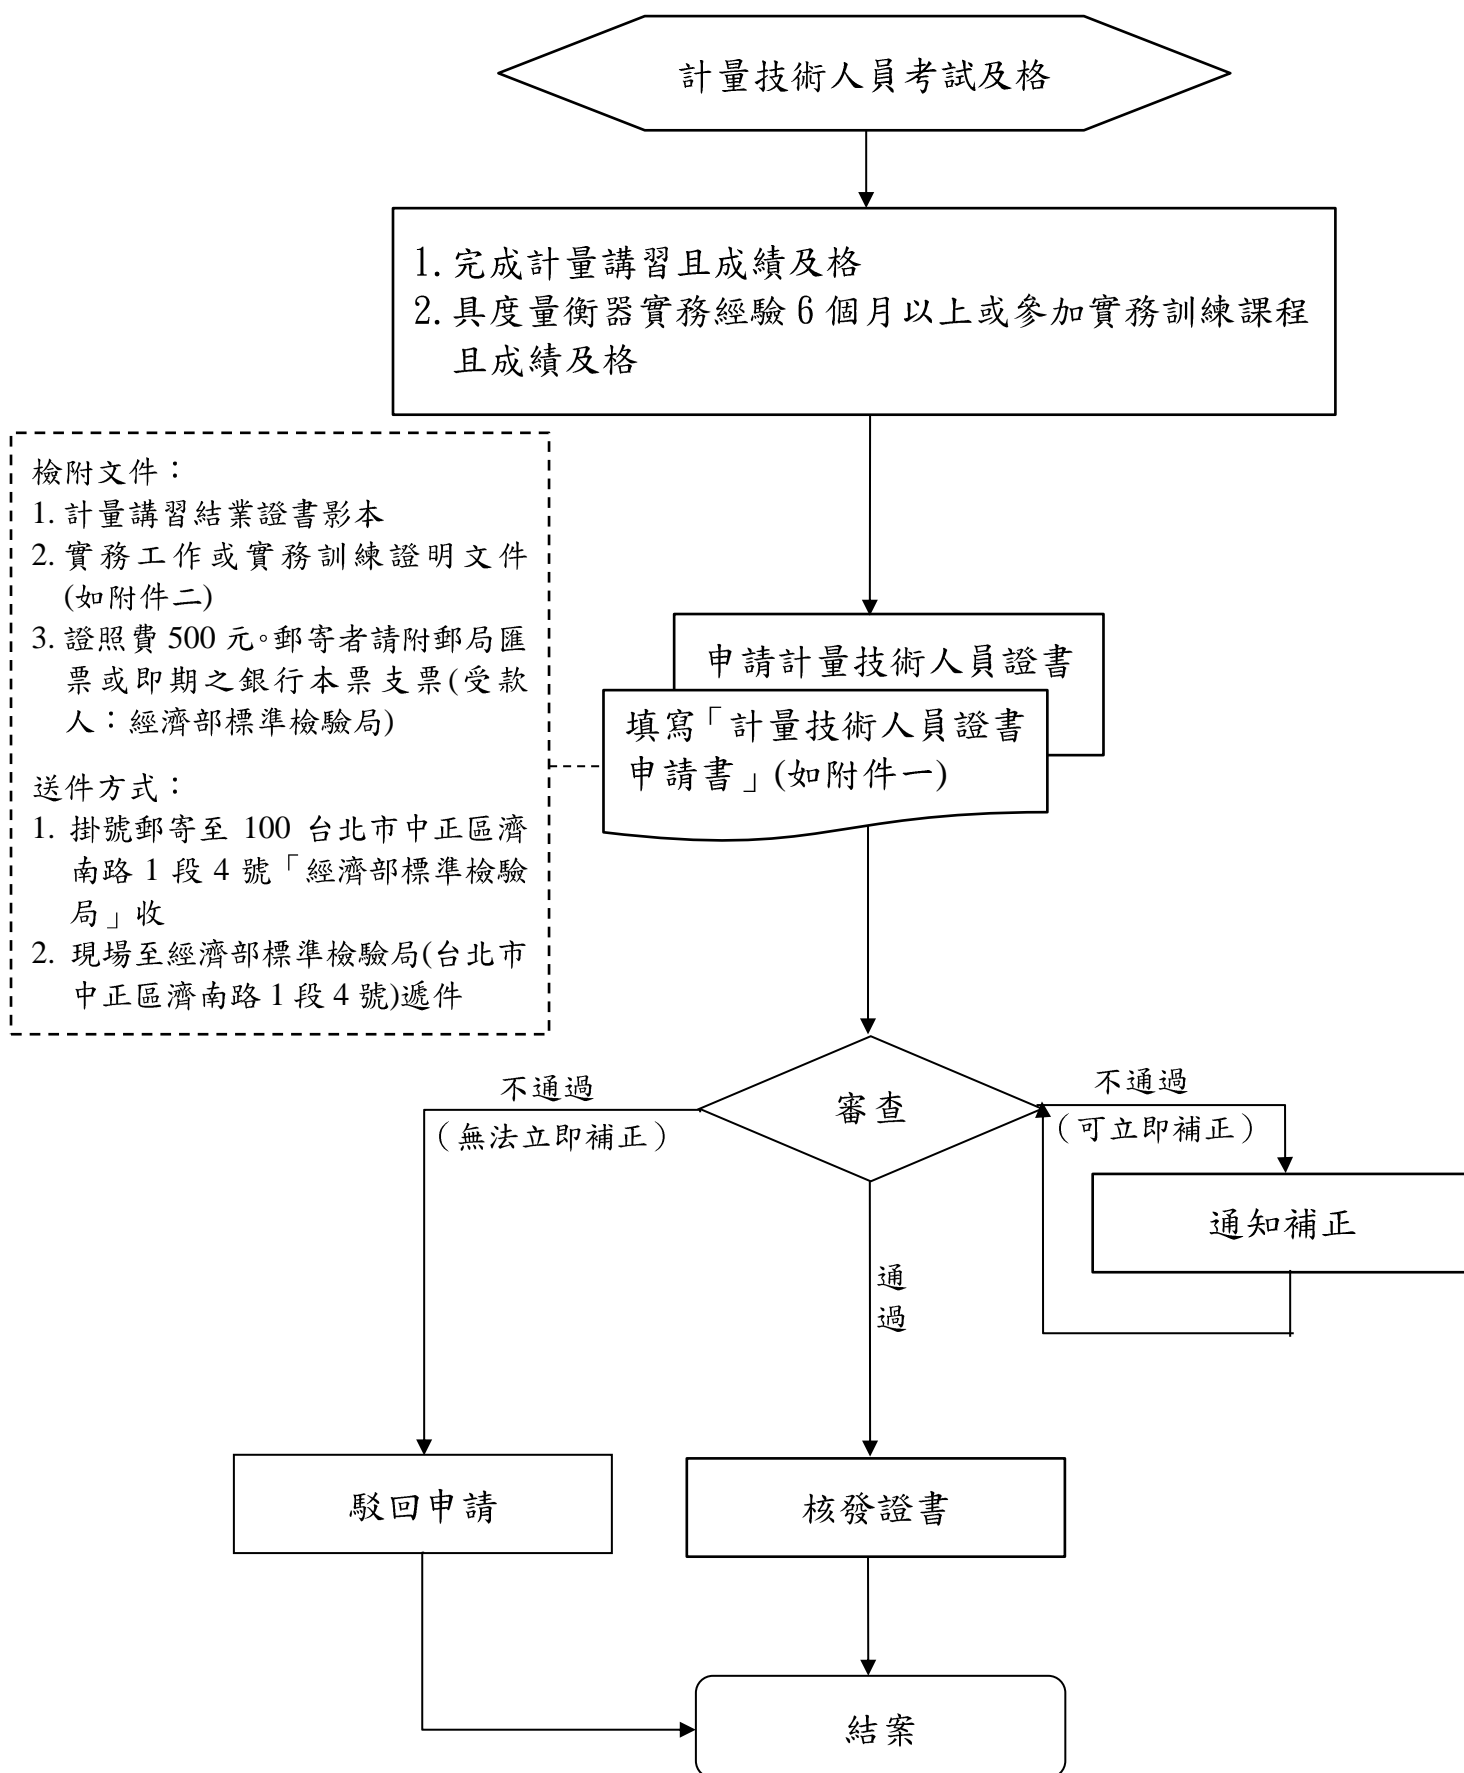 計量技術人員考試及格
1. 完成計量講習且成績及格
2. 具度量衡器實務經驗 6 個月以上或參加實務訓練課程
且成績及格
檢附文件：
1. 計量講習結業證書影本
2. 實務工作或實務訓練證明文件
(如附件二)
3. 證照費 500 元。郵寄者請附郵局匯
票或即期之銀行本票支票(受款
人：經濟部標準檢驗局)
送件方式：
1. 掛號郵寄至 100 台北市中正區濟
南路 1 段 4 號「經濟部標準檢驗
局」收
2. 現場至經濟部標準檢驗局(台北市
中正區濟南路 1 段 4 號)遞件
申請計量技術人員證書
填寫「計量技術人員證書
申請書」(如附件一)
審查
不通過
（無法立即補正）
不通過
（可立即補正）
通知補正
通
過
駁回申請
核發證書
結案